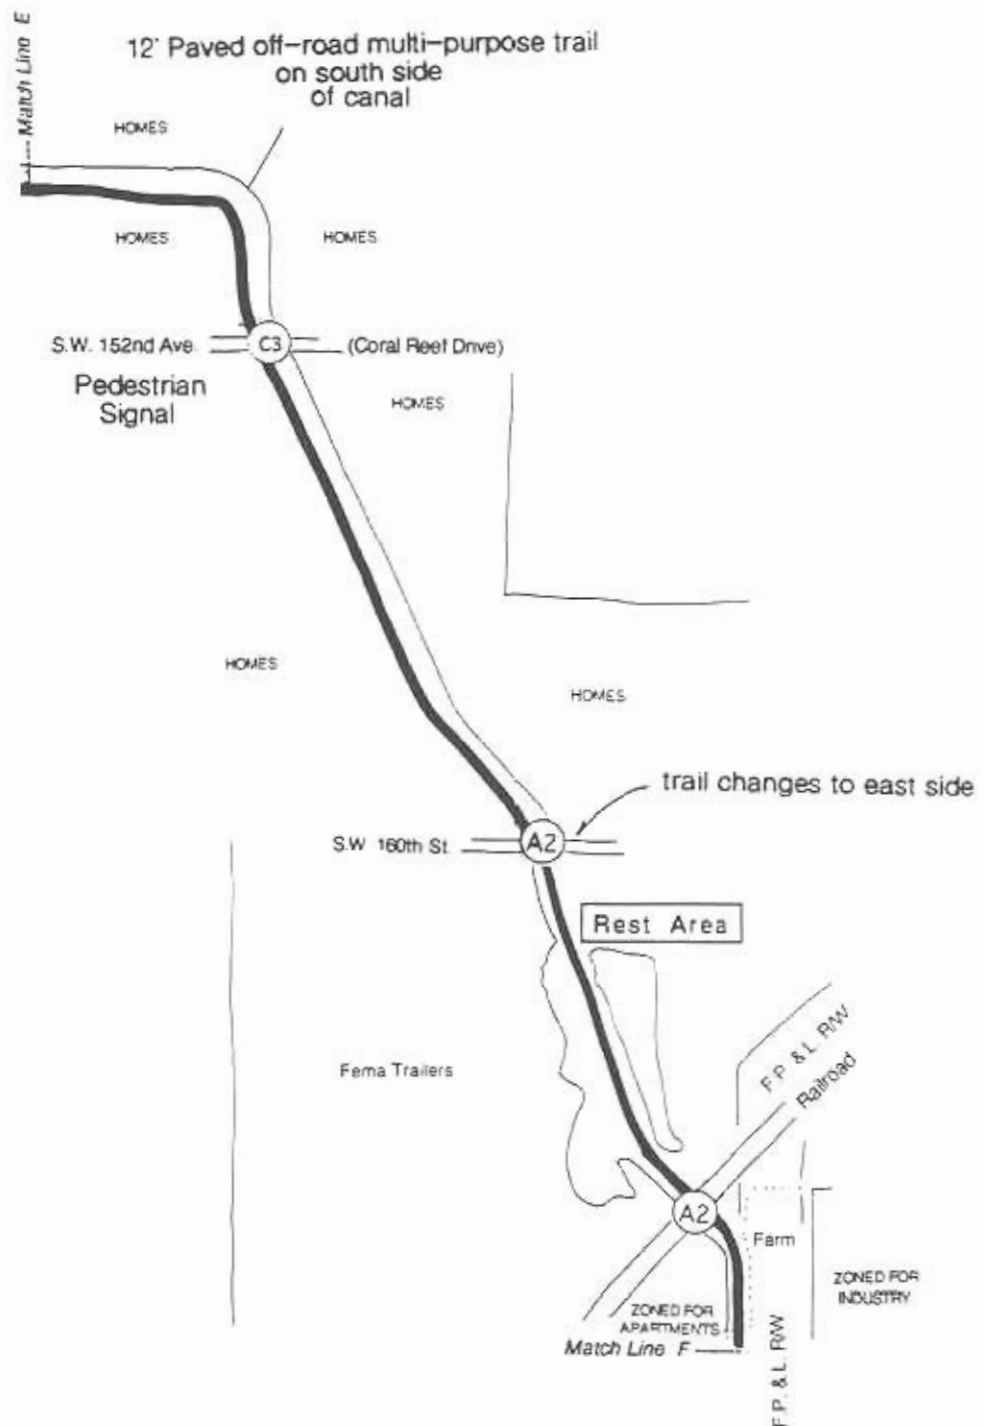 Match Line E
12' Paved off-road multi-purpose trail
on south side
of canal
HOMES
HOMES
HOMES
S.W. 152nd Ave.
C3
(Coral Reef Drive)
Pedestrian
Signal
HOMES
HOMES
HOMES
trail changes to east side
S.W 160th St.
A2
Rest Area
F.P. & L. R/W
Railroad
Fema Trailers
A2
Farm
ZONED FOR
INDUSTRY
ZONED FOR
APARTMENTS
Match Line F
F.P. & L. R/W